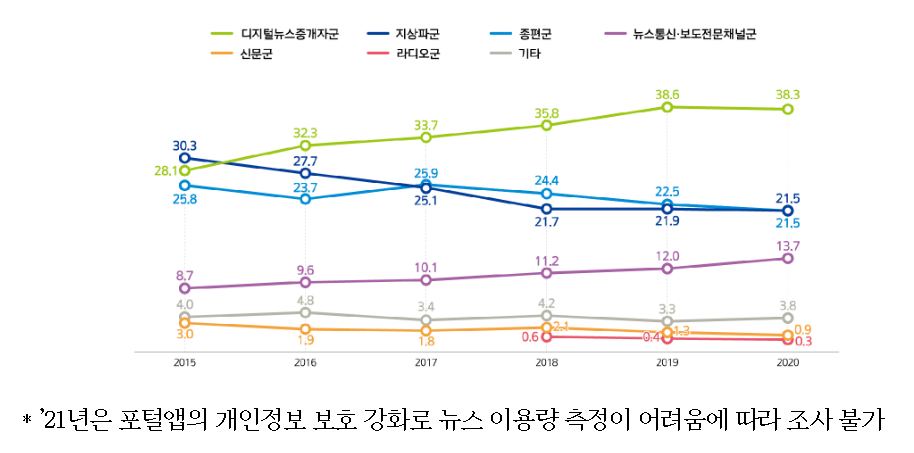 디지털뉴스중개자군 지상파군 종편군 뉴스통신·보도전문채널군
신문군 라디오군 기타
38.6 38.3
35.8
33.7
32.3
30.3
28.1
27.7
25.8 23.7 25.9 24.4 22.5 21.5
25.1 21.7 21.9 21.5
8.7 9.6 10.1 11.2 12.0 13.7
4.0 4.8 3.4 4.2 3.3 3.8
3.0 1.9 1.8 2.1 1.3 0.9
0.6 0.4 0.3
2015 2016 2017 2018 2019 2020
* ’21년은 포털앱의 개인정보 보호 강화로 뉴스 이용량 측정이 어려움에 따라 조사 불가